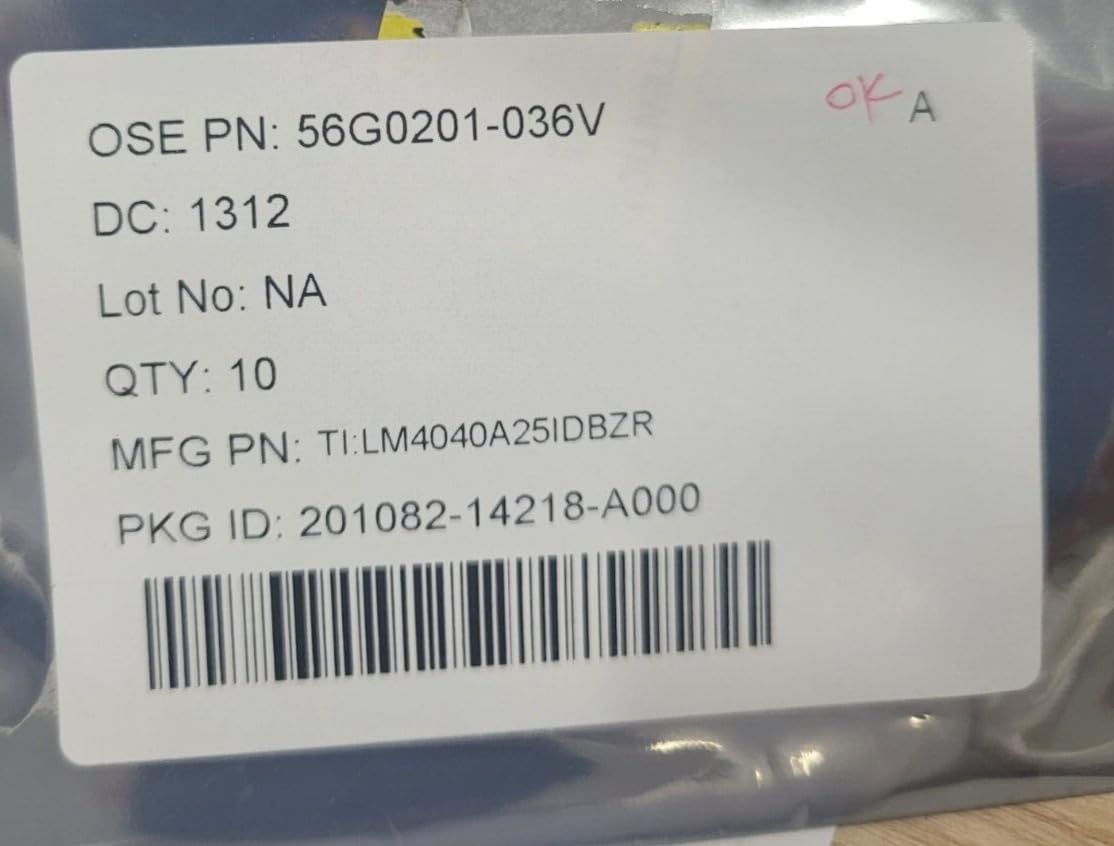 OSE PN: 56G0201-036V
OK A
DC: 1312
Lot No: NA
QTY: 10
MFG PN: TI:LM4040A25IDBZR
PKG ID: 201082-14218-A000